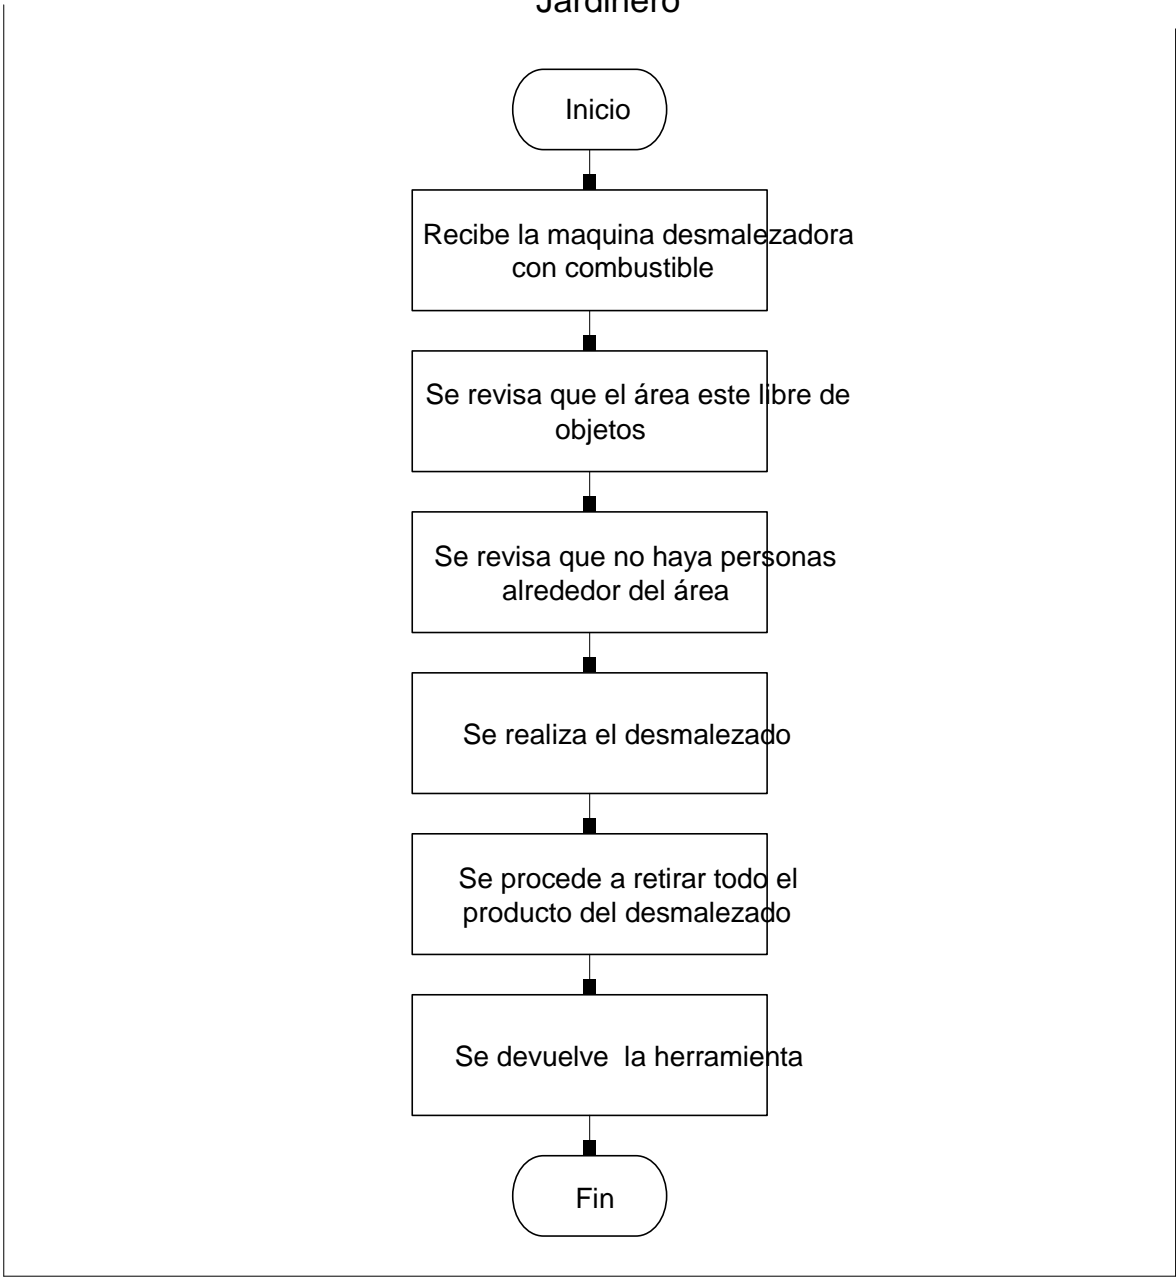 Jardinero
Inicio
Recibe la maquina desmalezadora
con combustible
Se revisa que el área este libre de
objetos
Se revisa que no haya personas
alrededor del área
Se realiza el desmalezado
Se procede a retirar todo el
producto del desmalezado
Se devuelve  la herramienta
Fin